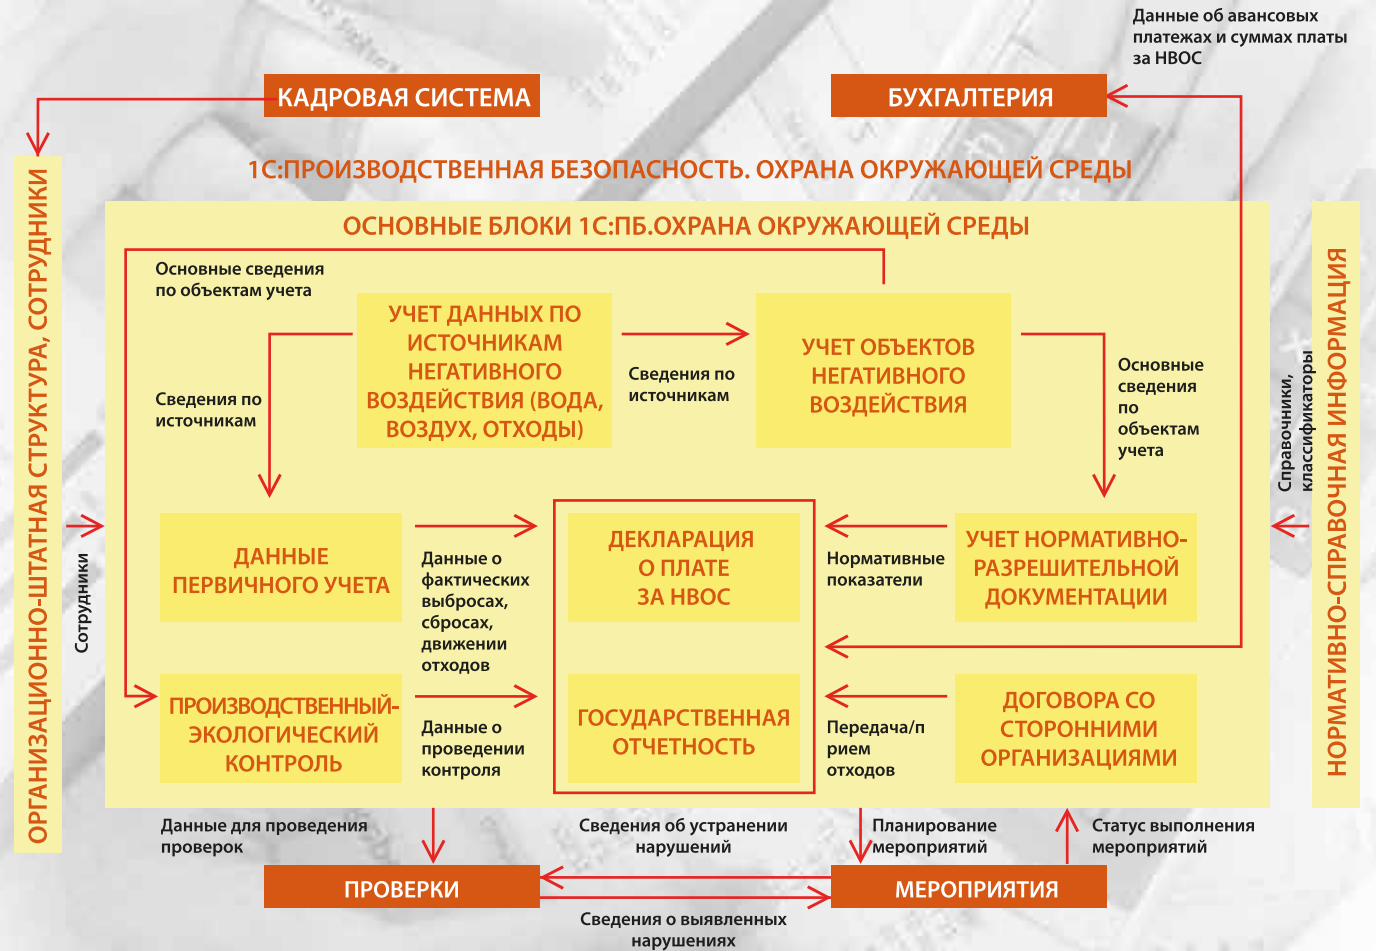 Данные об авансовых
платежах и суммах платы
за НВОС
КАДРОВАЯ СИСТЕМА
БУХГАЛТЕРИЯ
1С:ПРОИЗВОДСТВЕННАЯ БЕЗОПАСНОСТЬ. ОХРАНА ОКРУЖАЮЩЕЙ СРЕДЫ
ОРГАНИЗАЦИОННО-ШТАТНАЯ СТРУКТУРА, СОТРУДНИКИ
Сотрудники
ОСНОВНЫЕ БЛОКИ 1С:ПБ.ОХРАНА ОКРУЖАЮЩЕЙ СРЕДЫ
Основные сведения
по объектам учета
УЧЕТ ДАННЫХ ПО
ИСТОЧНИКАМ
НЕГАТИВНОГО
ВОЗДЕЙСТВИЯ (ВОДА,
ВОЗДУХ, ОТХОДЫ)
Сведения по
источникам
УЧЕТ ОБЪЕКТОВ
НЕГАТИВНОГО
ВОЗДЕЙСТВИЯ
Сведения по
источникам
Основные
сведения
по
объектам
учета
Справочники,
классификаторы
НОРМАТИВНО-СПРАВОЧНАЯ ИНФОРМАЦИЯ
ДАННЫЕ
ПЕРВИЧНОГО УЧЕТА
Данные о
фактических
выбросах,
сбросах,
движении
отходов
ДЕКЛАРАЦИЯ
О ПЛАТЕ
ЗА НВОС
Нормативные
показатели
УЧЕТ НОРМАТИВНО-
РАЗРЕШИТЕЛЬНОЙ
ДОКУМЕНТАЦИИ
ПРОИЗВОДСТВЕННЫЙ-
ЭКОЛОГИЧЕСКИЙ
КОНТРОЛЬ
Данные о
проведении
контроля
ГОСУДАРСТВЕННАЯ
ОТЧЕТНОСТЬ
Передача/п
рием
отходов
ДОГОВОРА СО
СТОРОННИМИ
ОРГАНИЗАЦИЯМИ
Данные для проведения
проверок
Сведения об устранении
нарушений
Планирование
мероприятий
Статус выполнения
мероприятий
ПРОВЕРКИ
МЕРОПРИЯТИЯ
Сведения о выявленных
нарушениях